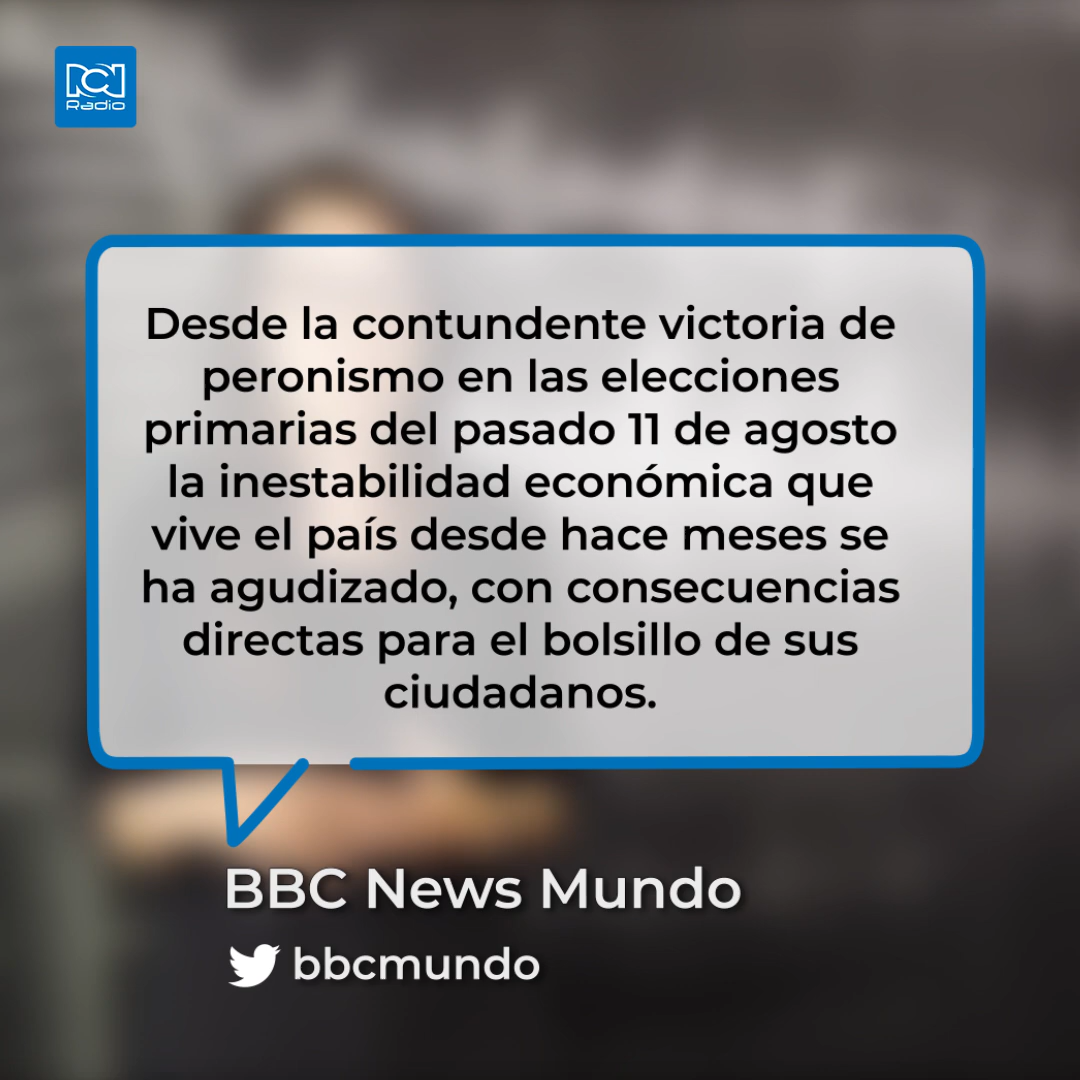 RCN
Radio
Desde la contundente victoria de
peronismo en las elecciones
primarias del pasado 11 de agosto
la inestabilidad económica que
vive el país desde hace meses se
ha agudizado, con consecuencias
directas para el bolsillo de sus
ciudadanos.
BBC News Mundo
bbcmundo